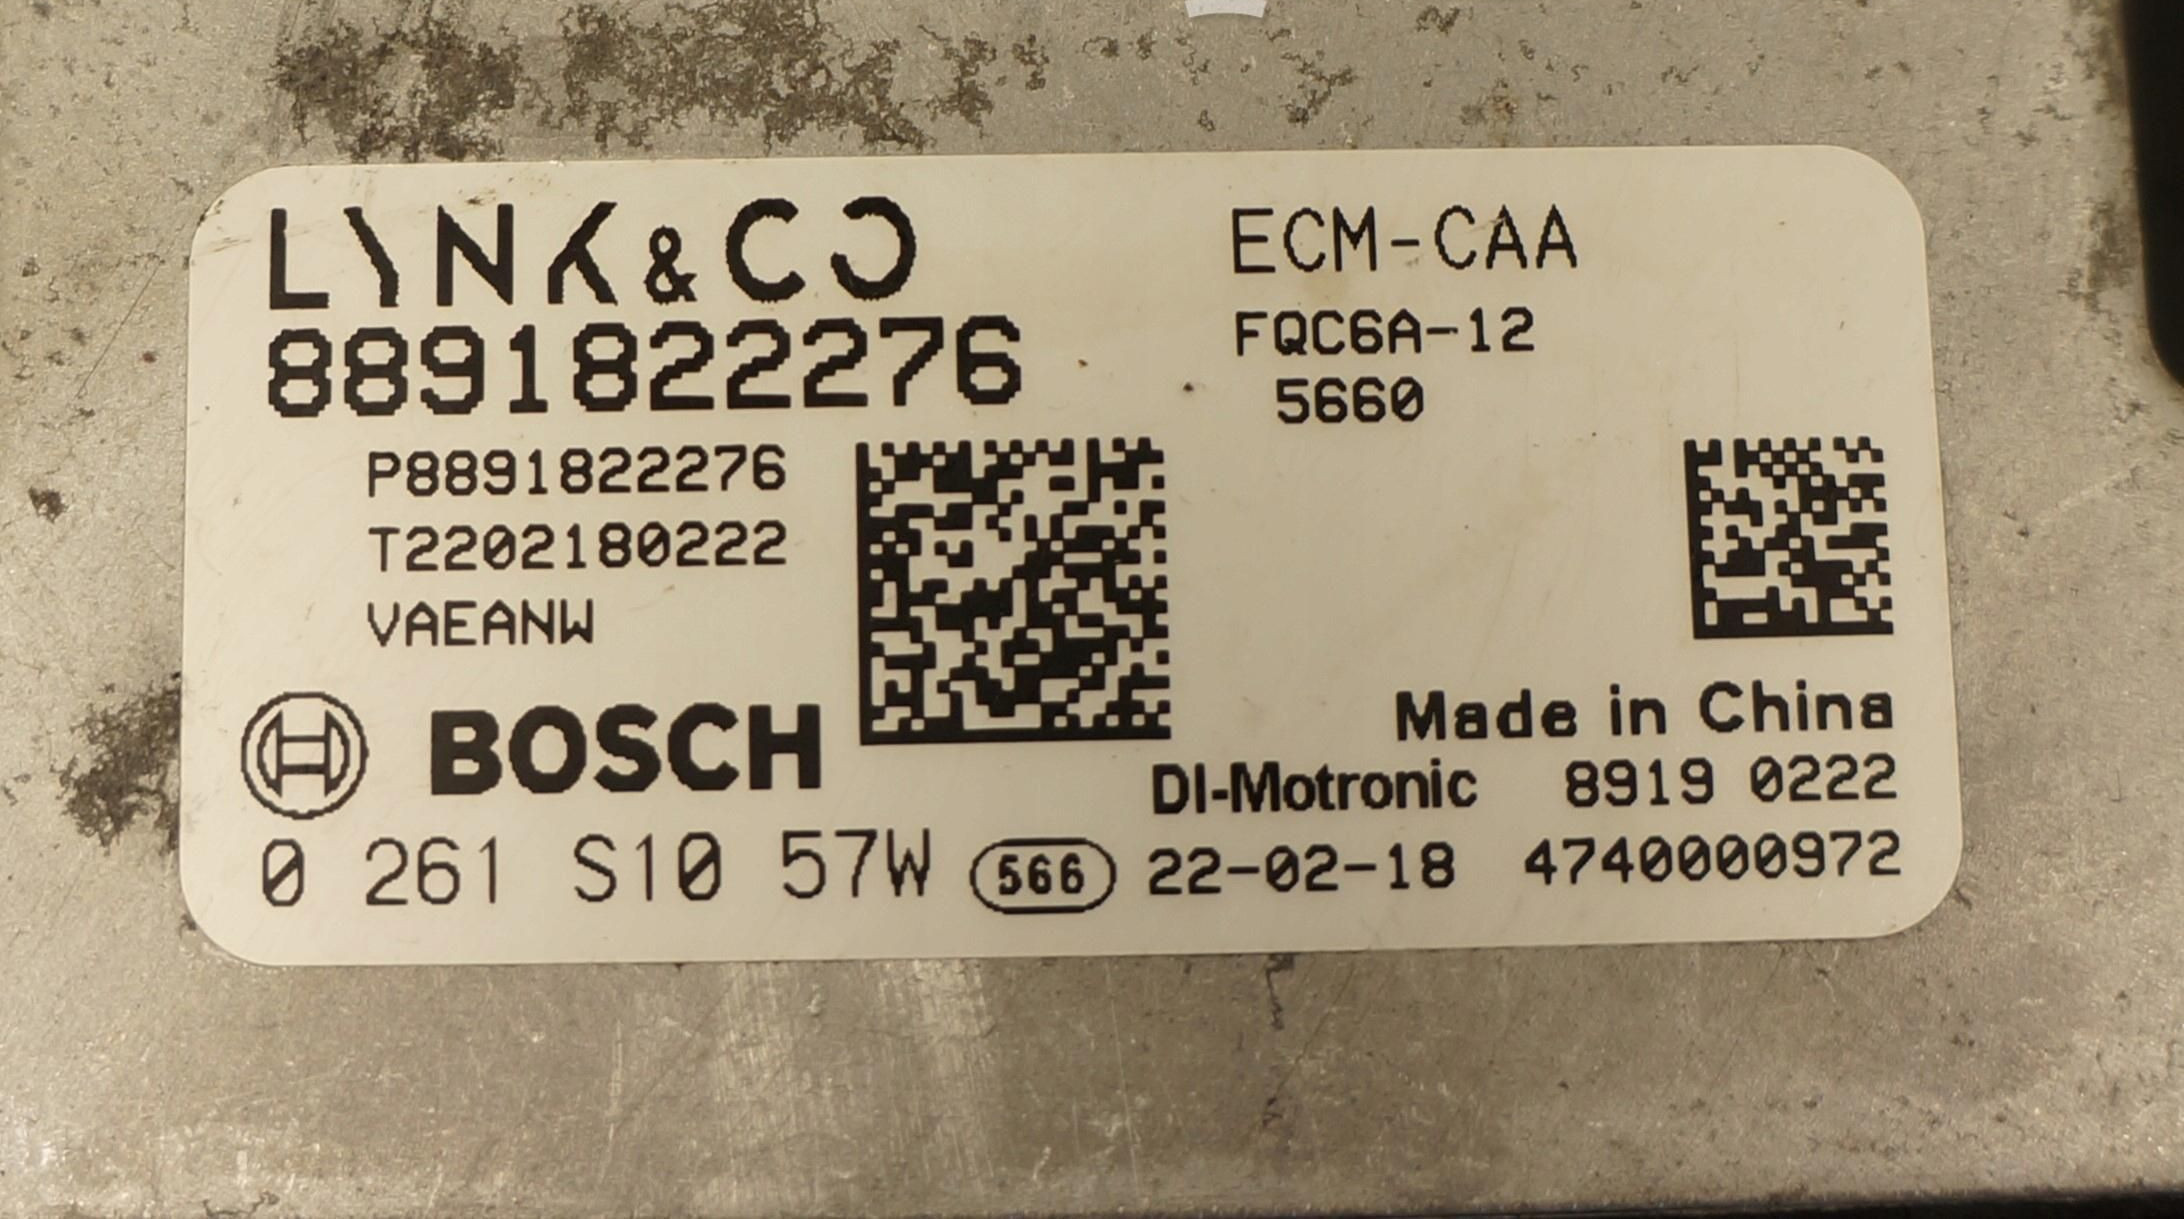 LYNK&CO
8891822276
P8891822276
T2202180222
VAEANW
BOSCH
0 261 S10 57W
566
ECM-CAA
FQC6A-12
5660
Made in China
DI-Motronic 8919 0222
22-02-18 4740000972